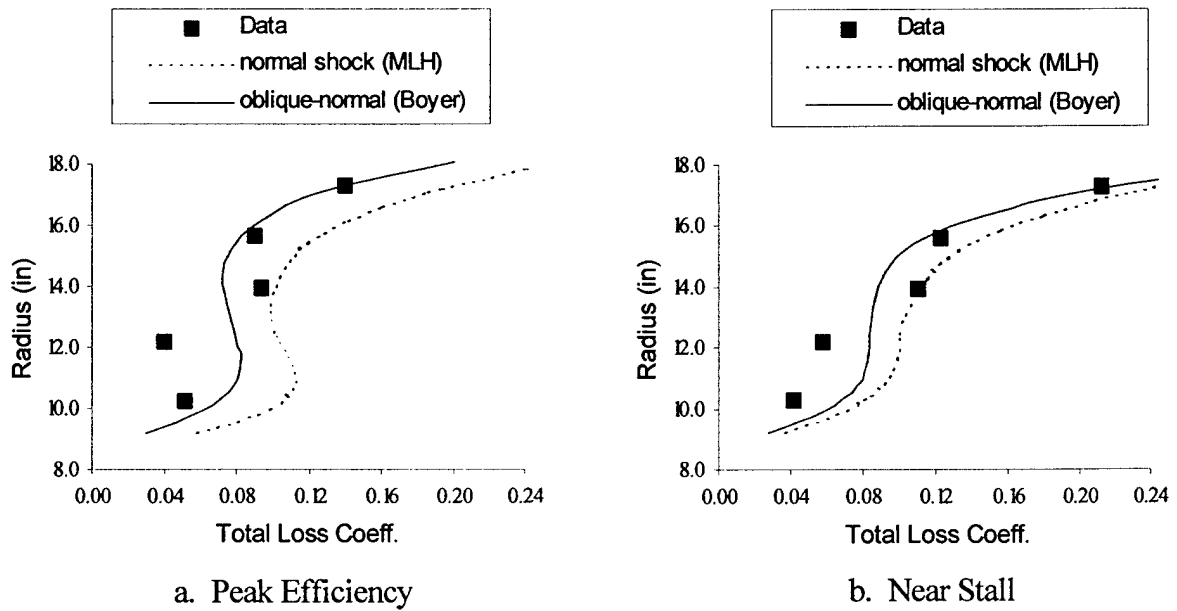 Data
normal shock (MLH)
oblique-normal (Boyer)
18.0
16.0
14.0
12.0
10.0
8.0
Radius (in)
0.00 0.04 0.08 0.12 0.16 0.20 0.24
Total Loss Coeff.
a. Peak Efficiency
Data
normal shock (MLH)
oblique-normal (Boyer)
18.0
16.0
14.0
12.0
10.0
8.0
Radius (in)
0.00 0.04 0.08 0.12 0.16 0.20 0.24
Total Loss Coeff.
b. Near Stall